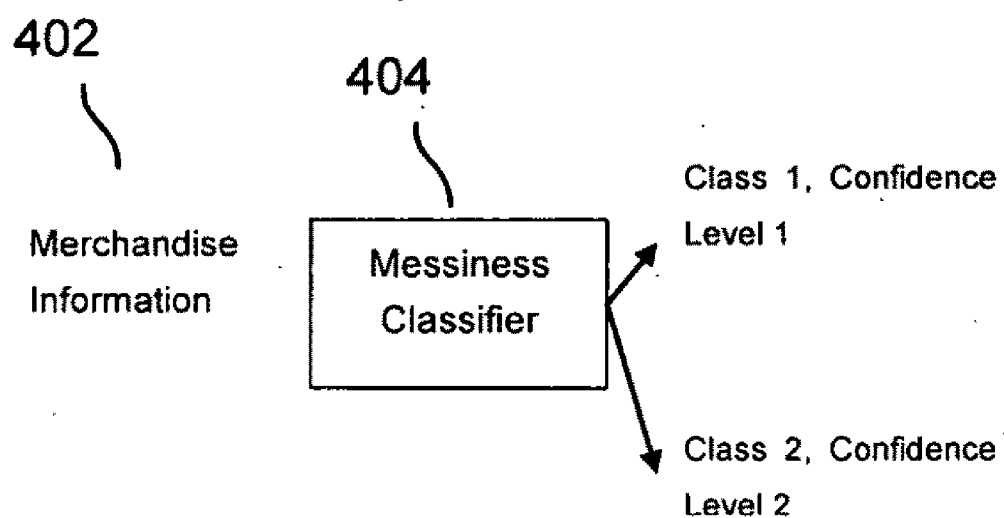 402
404
Merchandise
Information
Messiness
Classifier
Class 1, Confidence
Level 1
Class 2, Confidence
Level 2